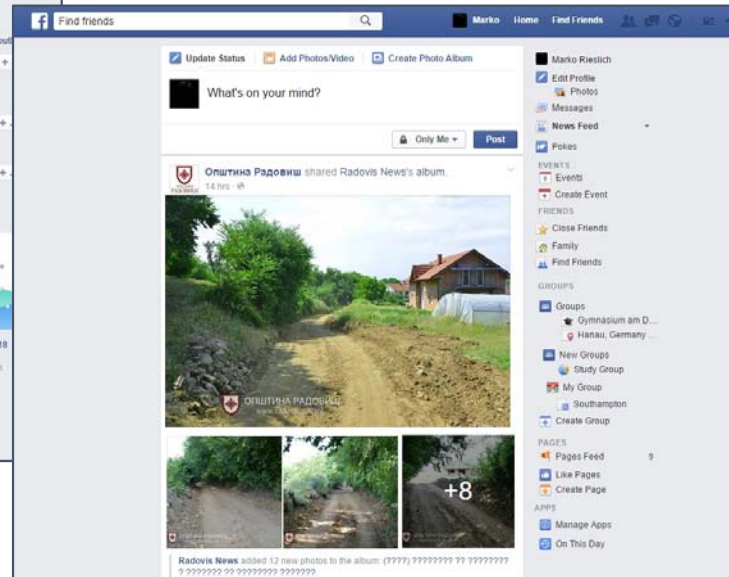 out
18
Find friends
Marko Home Find Friends
Update Status Add Photos/Video Create Photo Album
What's on your mind?
Only Me Post
Општина Радовиш shared Radovis News's album.
14 hrs
ОПШТИНА РАДОВИШ
+8
Radovis News added 12 new photos to the album: (????) ???????? ?? ????????
? ??????? ?? ???????? ???????
Marko Rieslich
Edit Profile
Photos
Messages
News Feed
Pokes
EVENTS
Events
Create Event
FRIENDS
Close Friends
Family
Find Friends
GROUPS
Groups
Gymnasium am D...
Hanau, Germany ...
New Groups
Study Group
My Group
Southampton
Create Group
PAGES
Pages Feed 9
Like Pages
Create Page
APPS
Manage Apps
On This Day